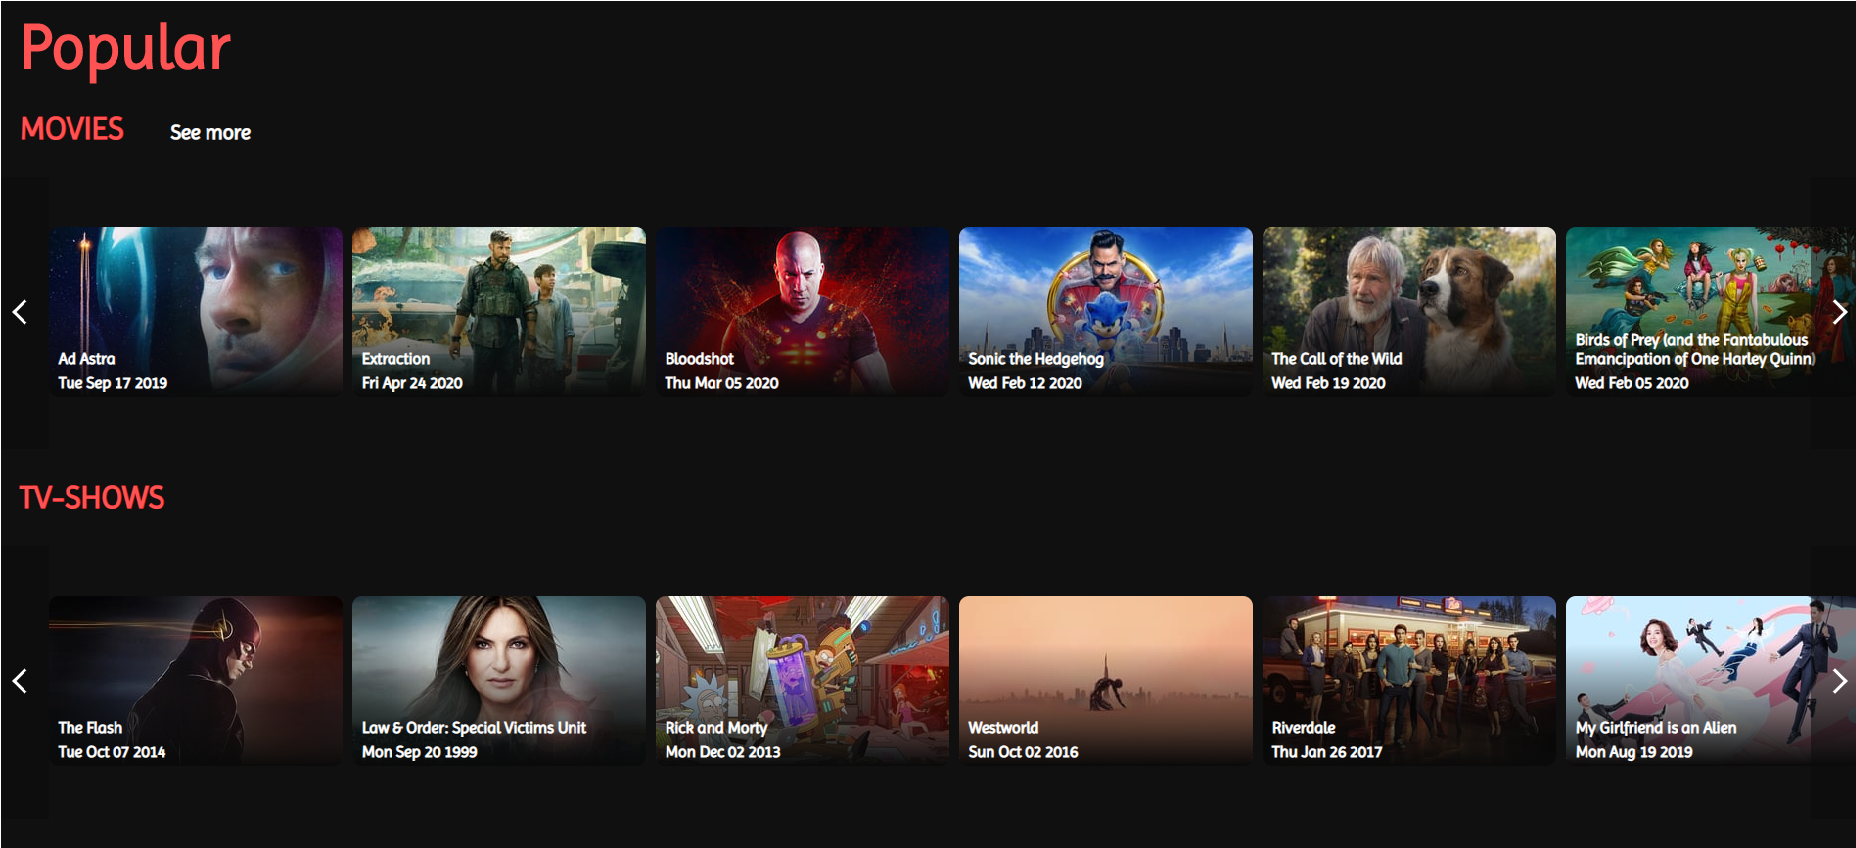 Popular
MOVIES See more
Ad Astra
Tue Sep 17 2019
Extraction
Fri Apr 24 2020
Bloodshot
Thu Mar 05 2020
Sonic the Hedgehog
Wed Feb 12 2020
The Call of the Wild
Wed Feb 19 2020
Birds of Prey (and the Fantabulous
Emancipation of One Harley Quinn)
Wed Feb 05 2020
TV-SHOWS
The Flash
Tue Oct 07 2014
Law & Order: Special Victims Unit
Mon Sep 20 1999
Rick and Morty
Mon Dec 02 2013
Westworld
Sun Oct 02 2016
Riverdale
Thu Jan 26 2017
My Girlfriend is an Alien
Mon Aug 19 2019